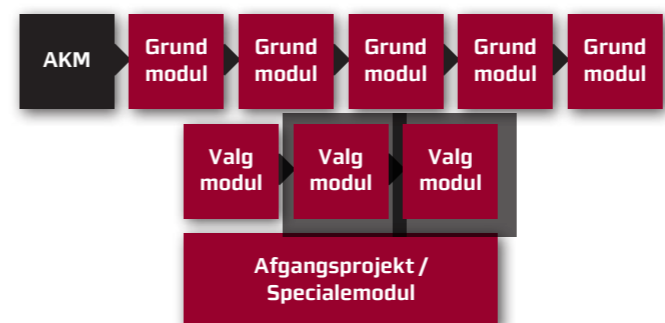 AKM
Grund
modul
Grund
modul
Grund
modul
Grund
modul
Grund
modul
Valg
modul
Valg
modul
Valg
modul
Afgangsprojekt /
Specialemodul